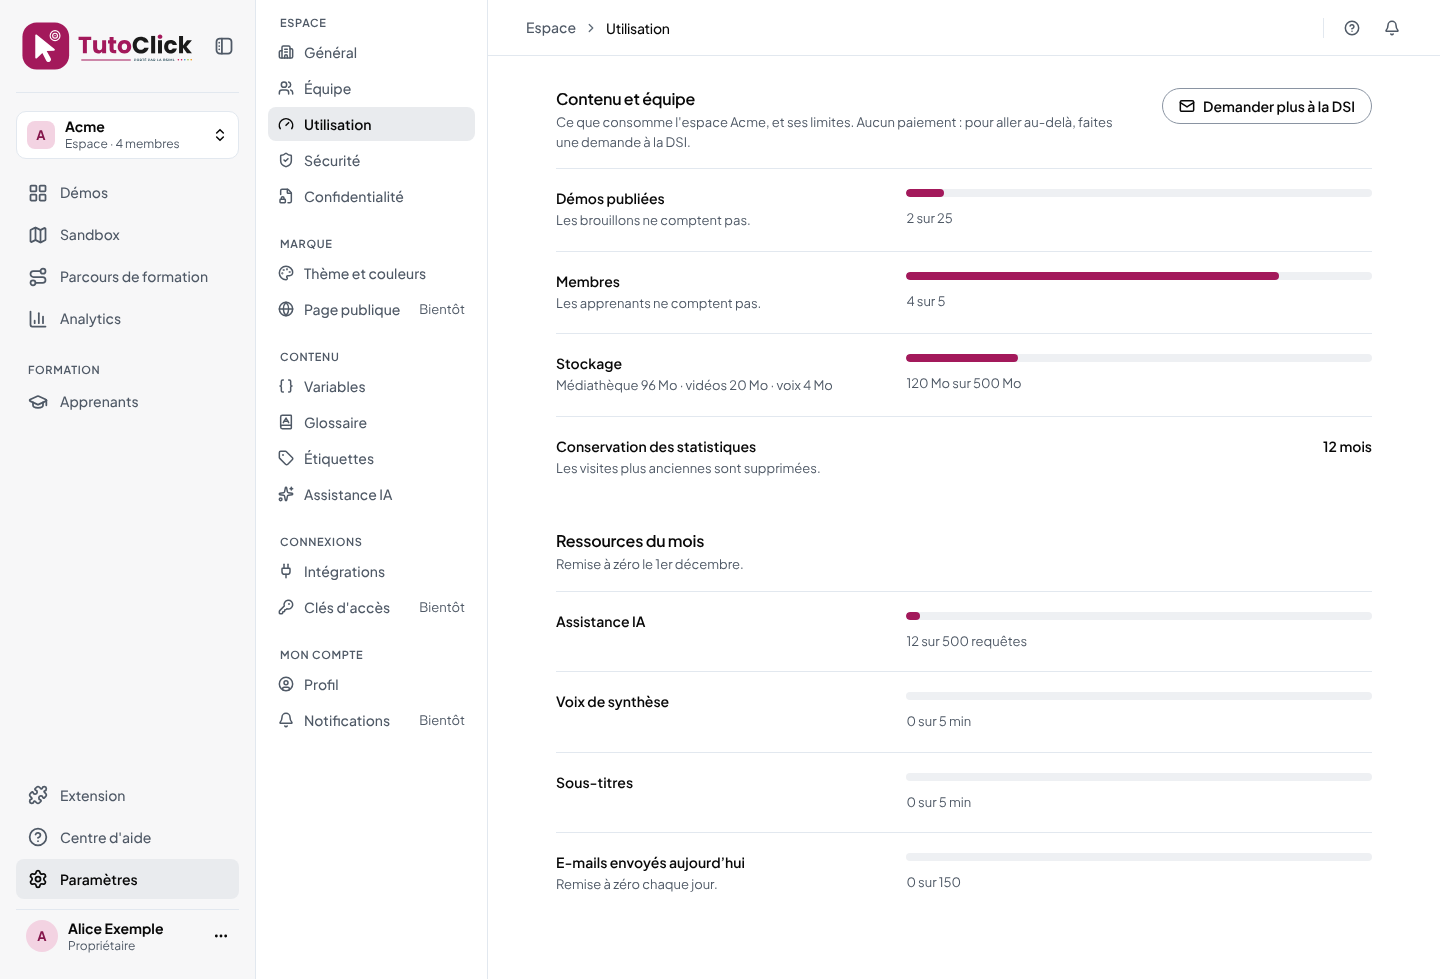 TutoClick
A
Acme
Espace · 4 membres
Démos
Sandbox
Parcours de formation
Analytics
FORMATION
Apprenants
Extension
Centre d'aide
Paramètres
A
Alice Exemple
Propriétaire
ESPACE
Général
Équipe
Utilisation
Sécurité
Confidentialité
MARQUE
Thème et couleurs
Page publique Bientôt
CONTENU
Variables
Glossaire
Étiquettes
Assistance IA
CONNEXIONS
Intégrations
Clés d'accès Bientôt
MON COMPTE
Profil
Notifications Bientôt
Espace > Utilisation
Contenu et équipe
Ce que consomme l'espace Acme, et ses limites. Aucun paiement : pour aller au-delà, faites
une demande à la DSI.
Demander plus à la DSI
Démos publiées
Les brouillons ne comptent pas.
2 sur 25
Membres
Les apprenants ne comptent pas.
4 sur 5
Stockage
Médiathèque 96 Mo · vidéos 20 Mo · voix 4 Mo
120 Mo sur 500 Mo
Conservation des statistiques
Les visites plus anciennes sont supprimées.
12 mois
Ressources du mois
Remise à zéro le 1er décembre.
Assistance IA
12 sur 500 requêtes
Voix de synthèse
0 sur 5 min
Sous-titres
0 sur 5 min
E-mails envoyés aujourd’hui
Remise à zéro chaque jour.
0 sur 150